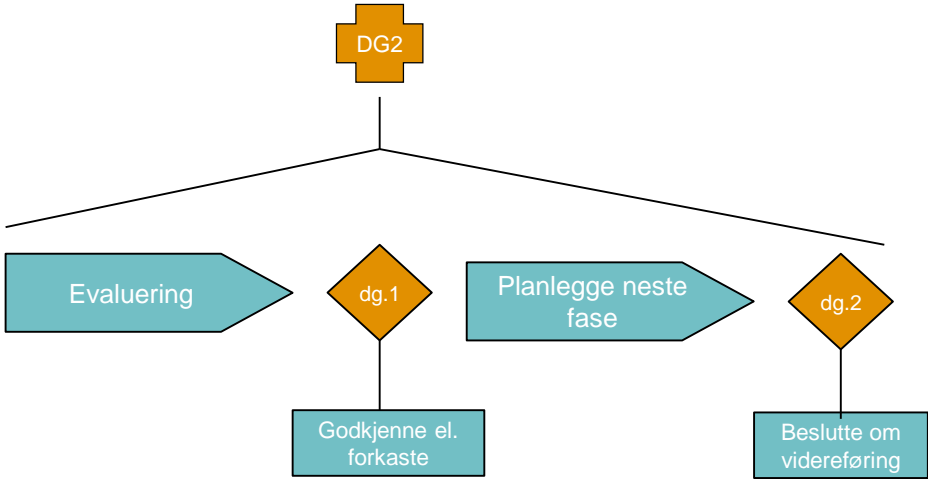 DG2
Evaluering
dg.1
Planlegge neste
fase
dg.2
Godkjenne el.
forkaste
Beslutte om
videreføring